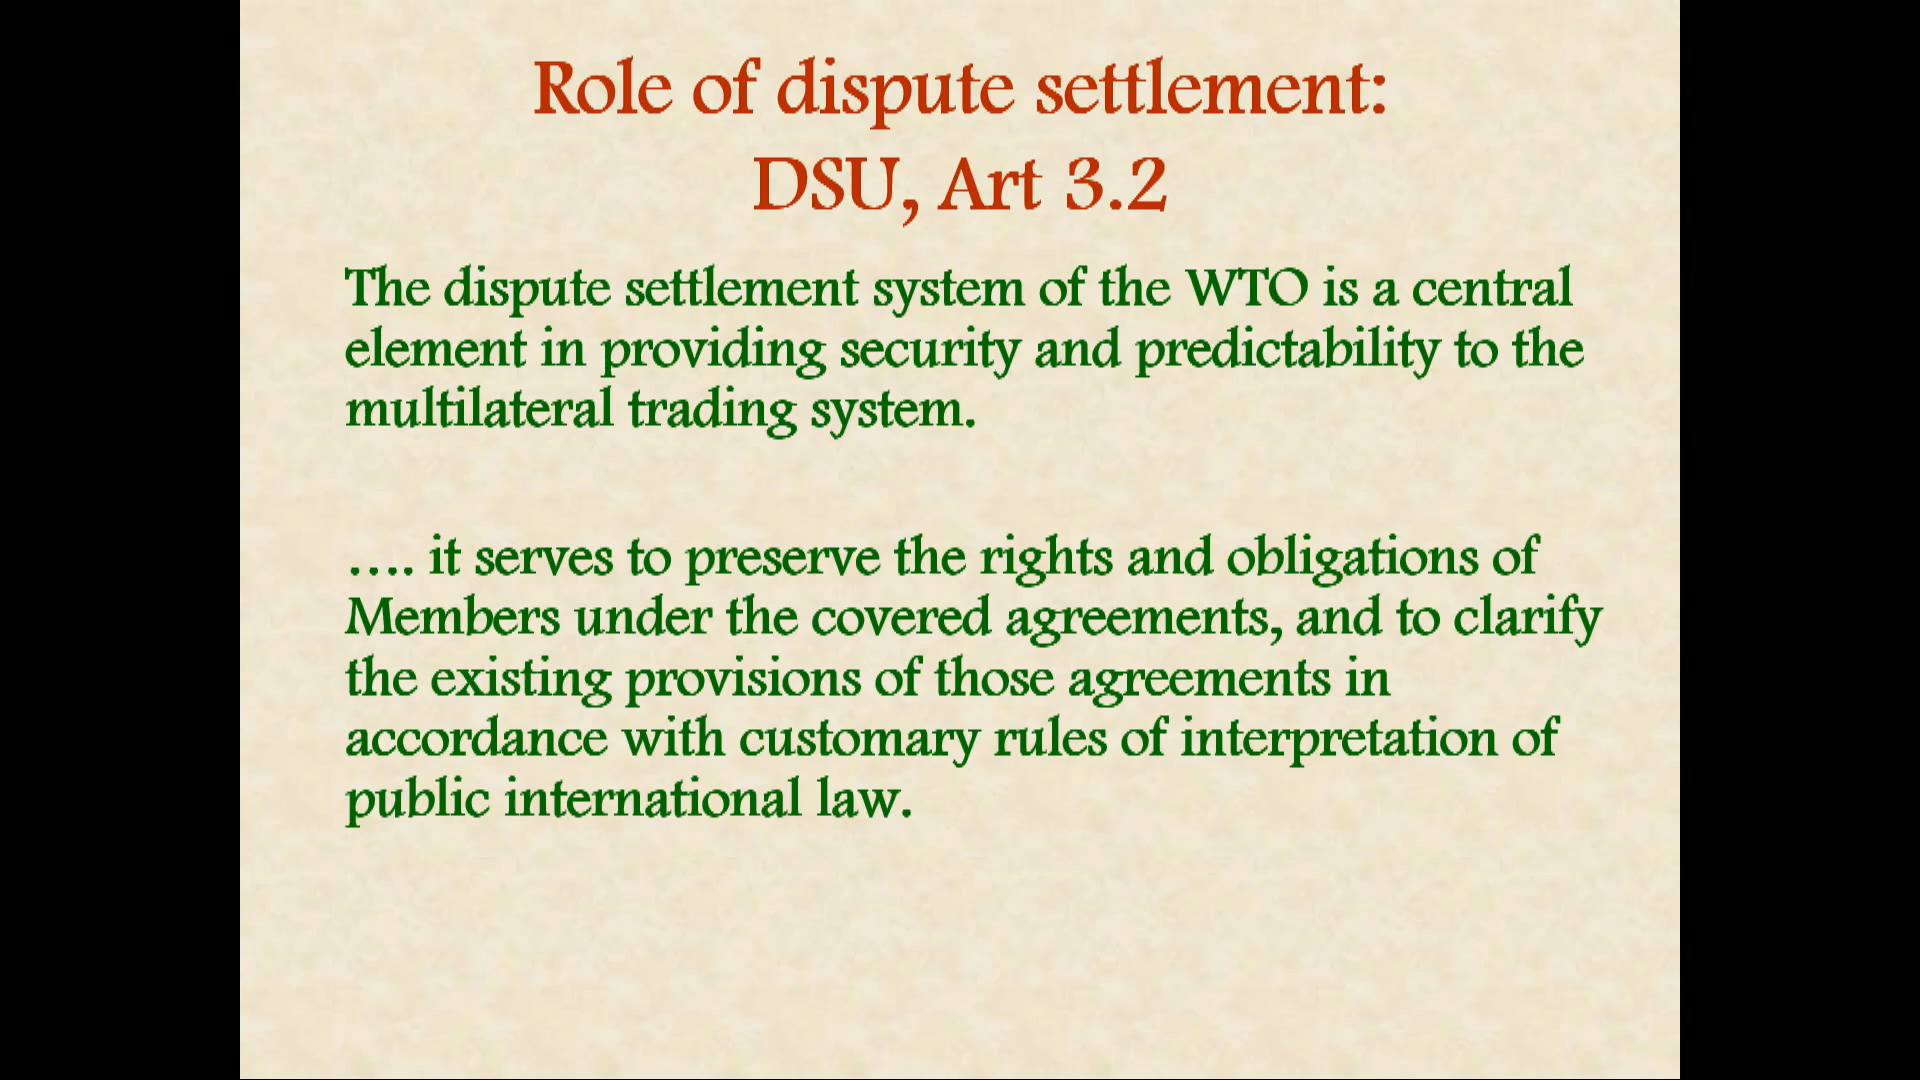 Role of dispute settlement:
DSU, Art 3.2
The dispute settlement system of the WTO is a central
element in providing security and predictability to the
multilateral trading system.
…. it serves to preserve the rights and obligations of
Members under the covered agreements, and to clarify
the existing provisions of those agreements in
accordance with customary rules of interpretation of
public international law.